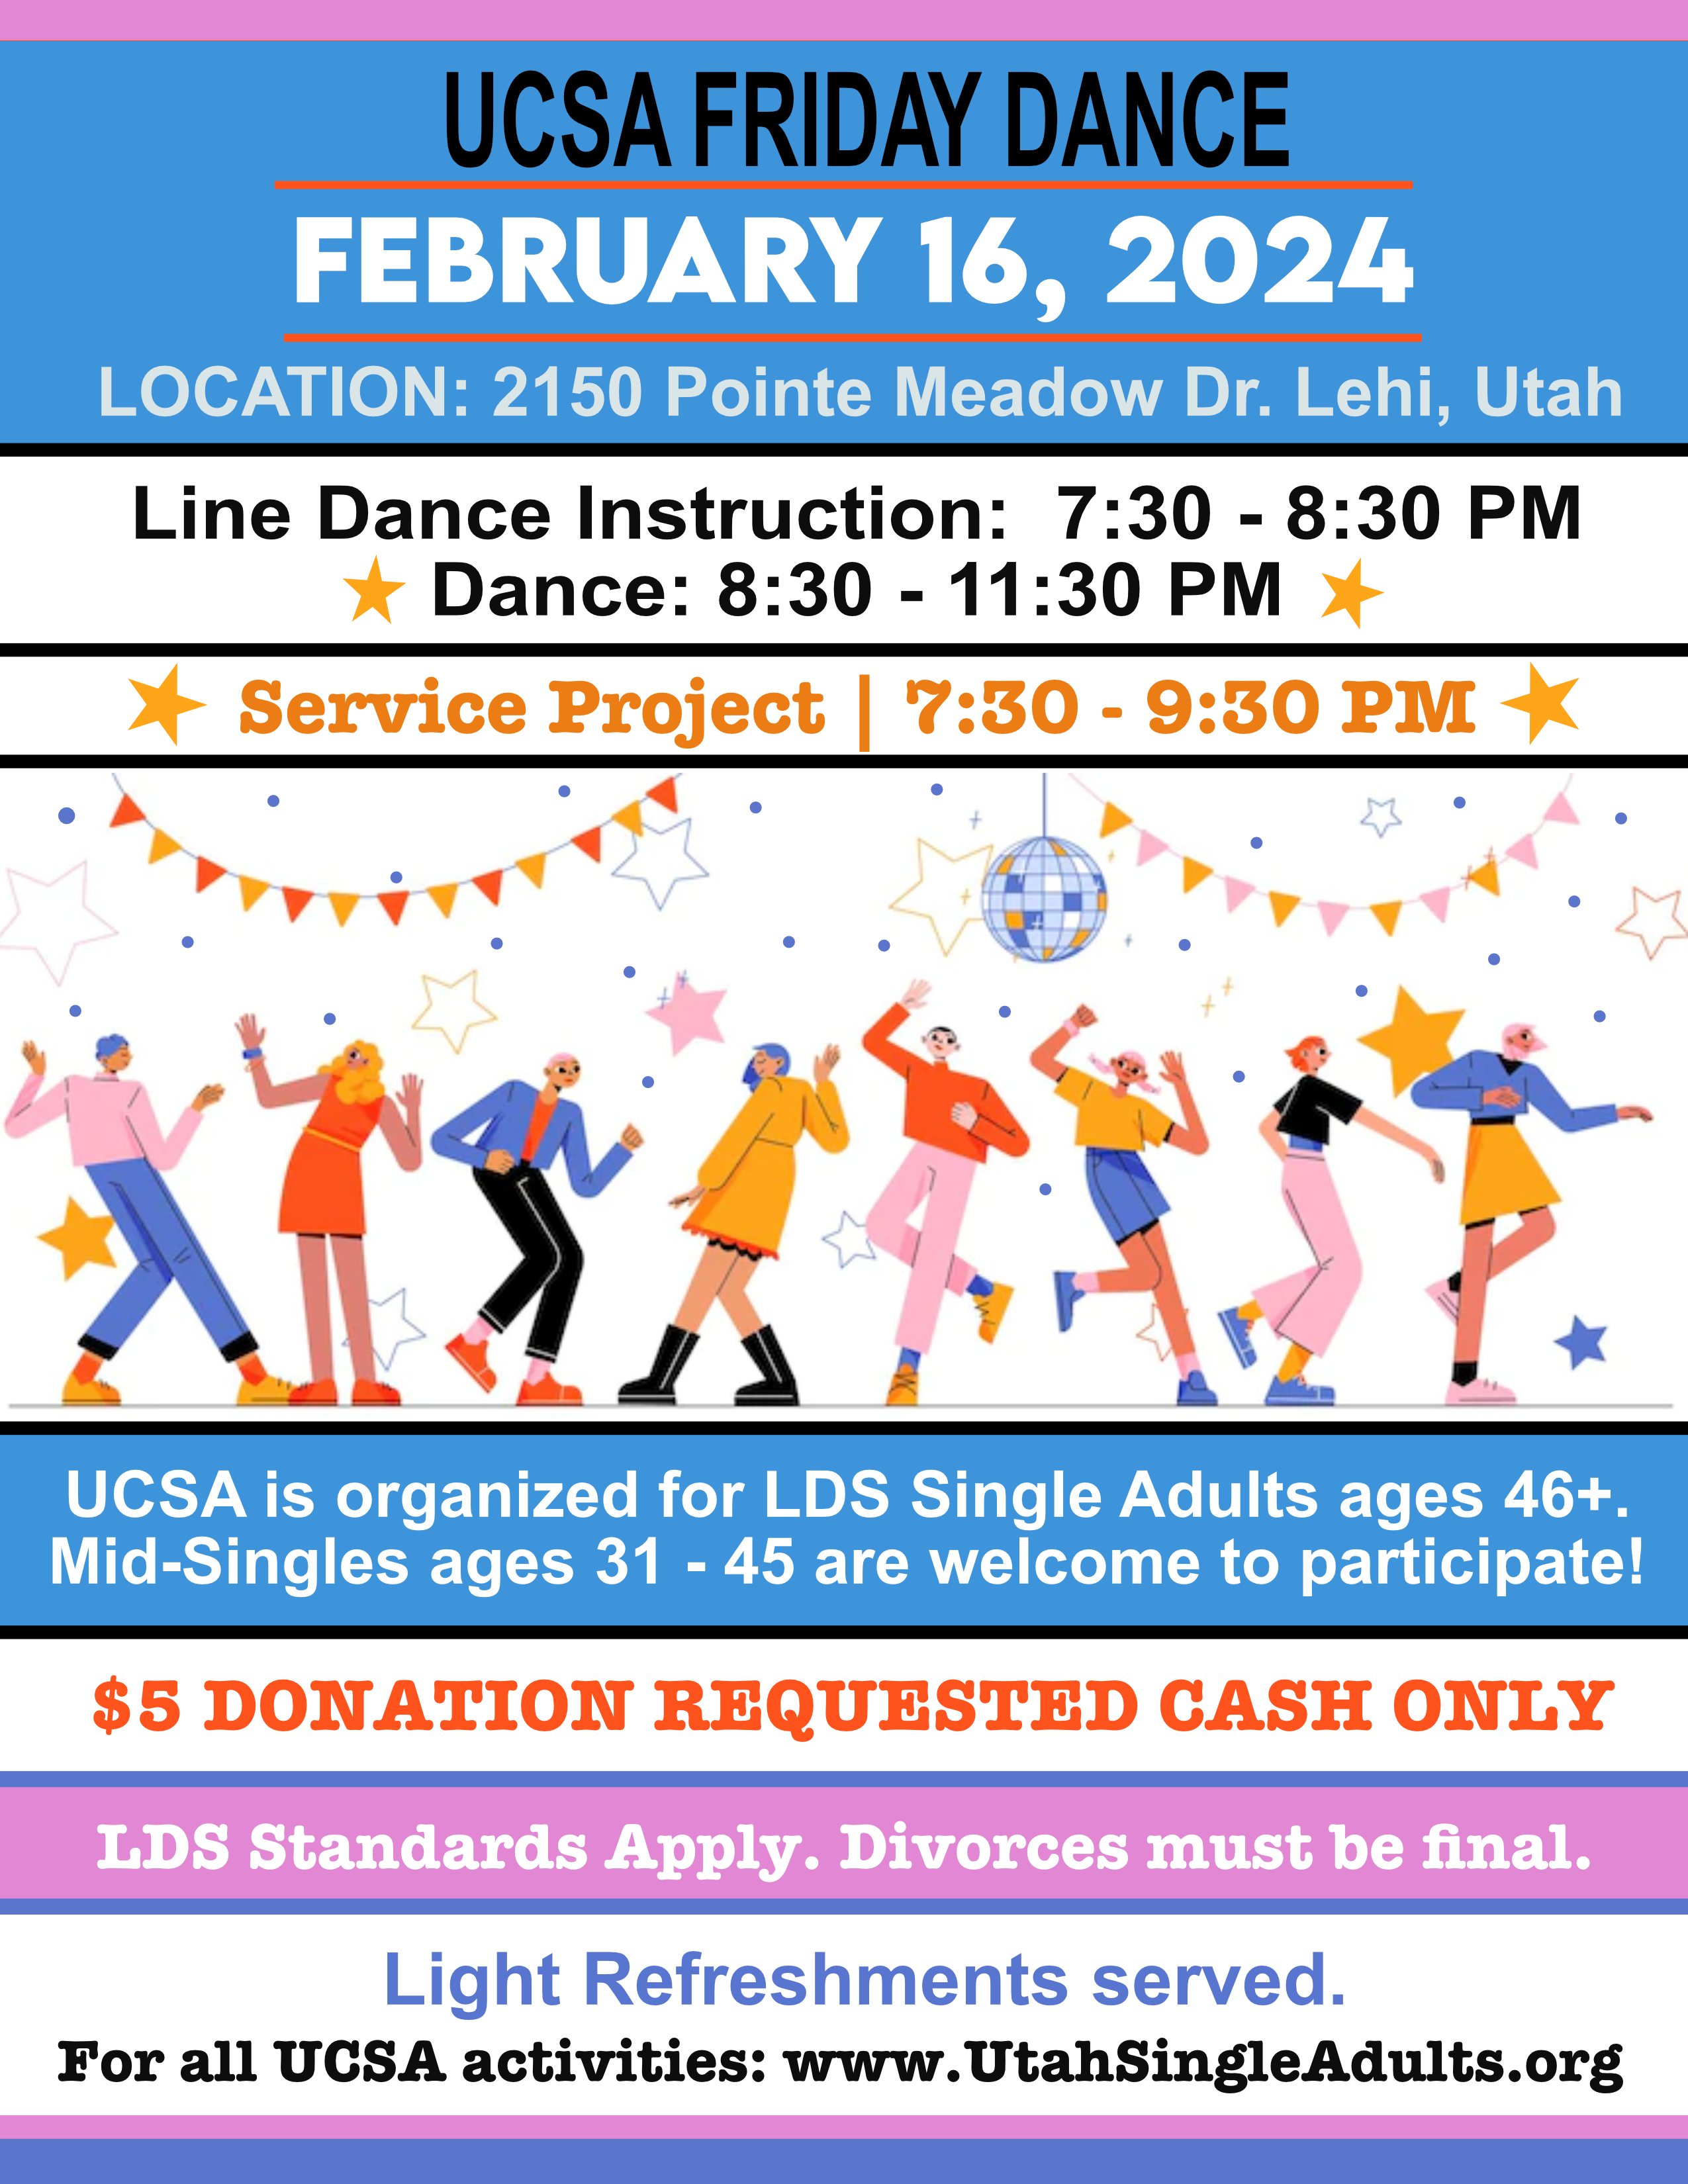 UCSA FRIDAY DANCE
FEBRUARY 16, 2024
LOCATION: 2150 Pointe Meadow Dr. Lehi, Utah
Line Dance Instruction: 7:30 - 8:30 PM
Dance: 8:30 - 11:30 PM
Service Project | 7:30 - 9:30 PM
UCSA is organized for LDS Single Adults ages 46+.
Mid-Singles ages 31 - 45 are welcome to participate!
$5 DONATION REQUESTED CASH ONLY
LDS Standards Apply. Divorces must be final.
Light Refreshments served.
For all UCSA activities: www.UtahSingleAdults.org